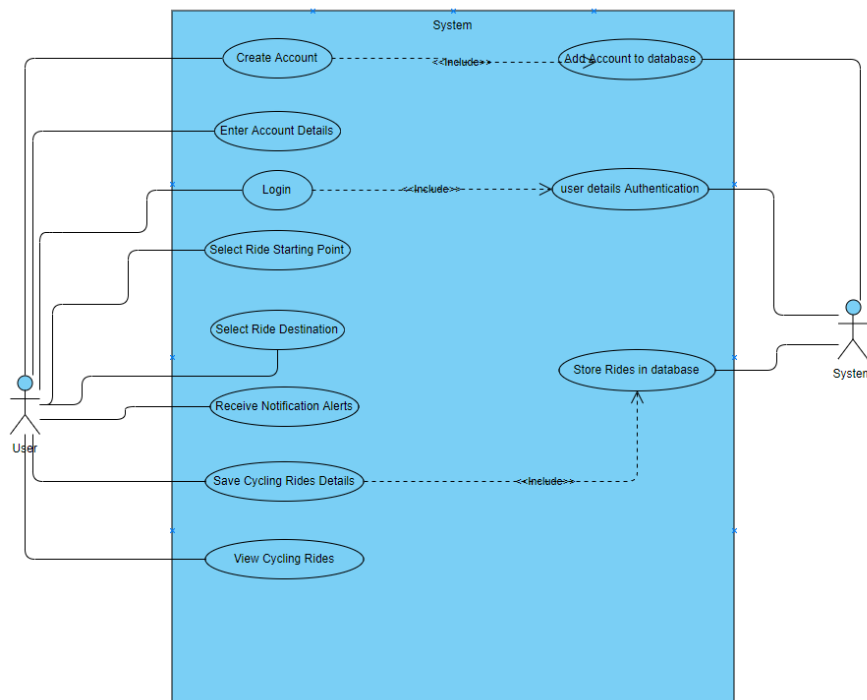 System
Create Account
<<Include>>
Add Account to database
Enter Account Details
Login
<<Include>>
user details Authentication
Select Ride Starting Point
Select Ride Destination
Store Rides in database
System
Receive Notification Alerts
User
Save Cycling Rides Details
<<Include>>
View Cycling Rides